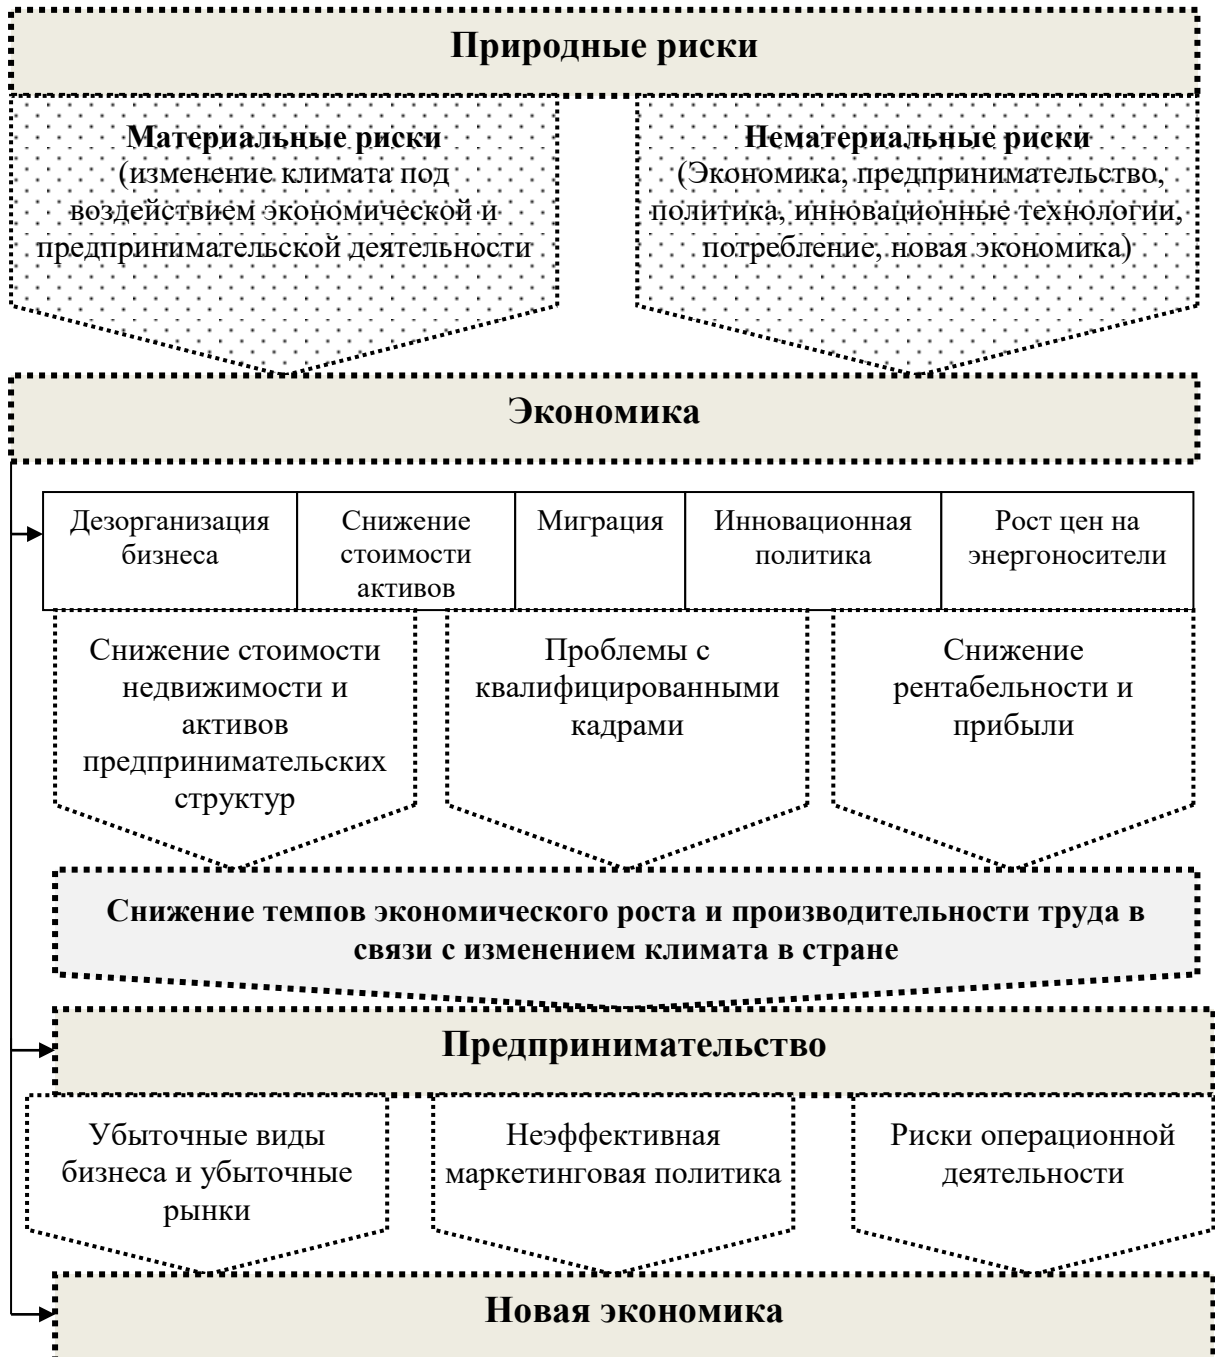 Природные риски
Материальные риски
(изменение климата под
воздействием экономической и
предпринимательской деятельности
Нематериальные риски
(Экономика, предпринимательство,
политика, инновационные технологии,
потребление, новая экономика)
Экономика
Дезорганизация
бизнеса
Снижение
стоимости
активов
Миграция
Инновационная
политика
Рост цен на
энергоносители
Снижение стоимости
недвижимости и
активов
предпринимательских
структур
Проблемы с
квалифицированными
кадрами
Снижение
рентабельности и
прибыли
Снижение темпов экономического роста и производительности труда в
связи с изменением климата в стране
Предпринимательство
Убыточные виды
бизнеса и убыточные
рынки
Неэффективная
маркетинговая политика
Риски операционной
деятельности
Новая экономика